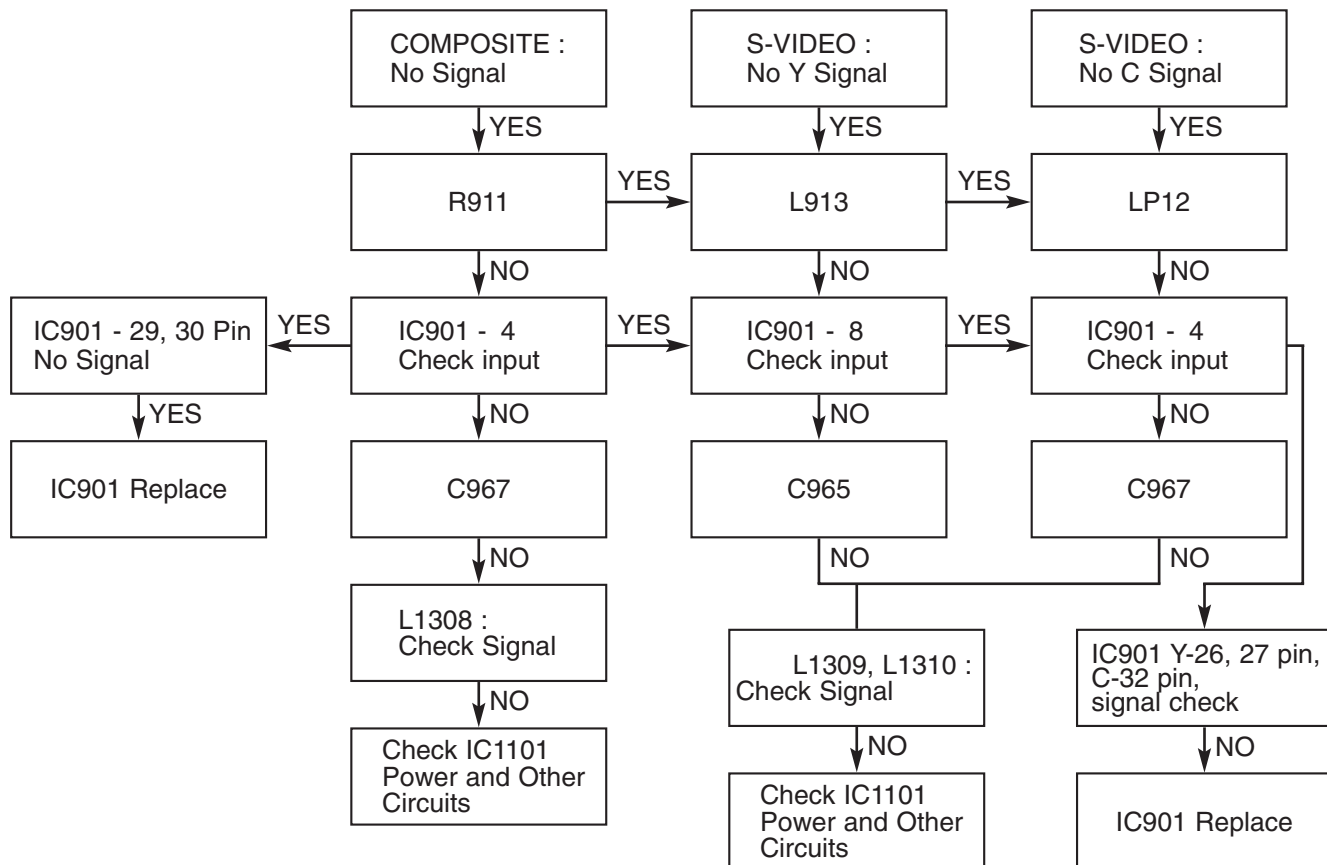 COMPOSITE :
No Signal
S-VIDEO :
No Y Signal
S-VIDEO :
No C Signal
YES
YES
YES
R911
YES
L913
YES
LP12
NO
NO
NO
IC901 - 29, 30 Pin
No Signal
YES
IC901 - 4
Check input
YES
IC901 - 8
Check input
YES
IC901 - 4
Check input
YES
NO
NO
NO
IC901 Replace
C967
C965
C967
NO
NO
NO
L1308 :
Check Signal
L1309, L1310 :
Check Signal
IC901 Y-26, 27 pin,
C-32 pin,
signal check
NO
NO
NO
Check IC1101
Power and Other
Circuits
Check IC1101
Power and Other
Circuits
IC901 Replace